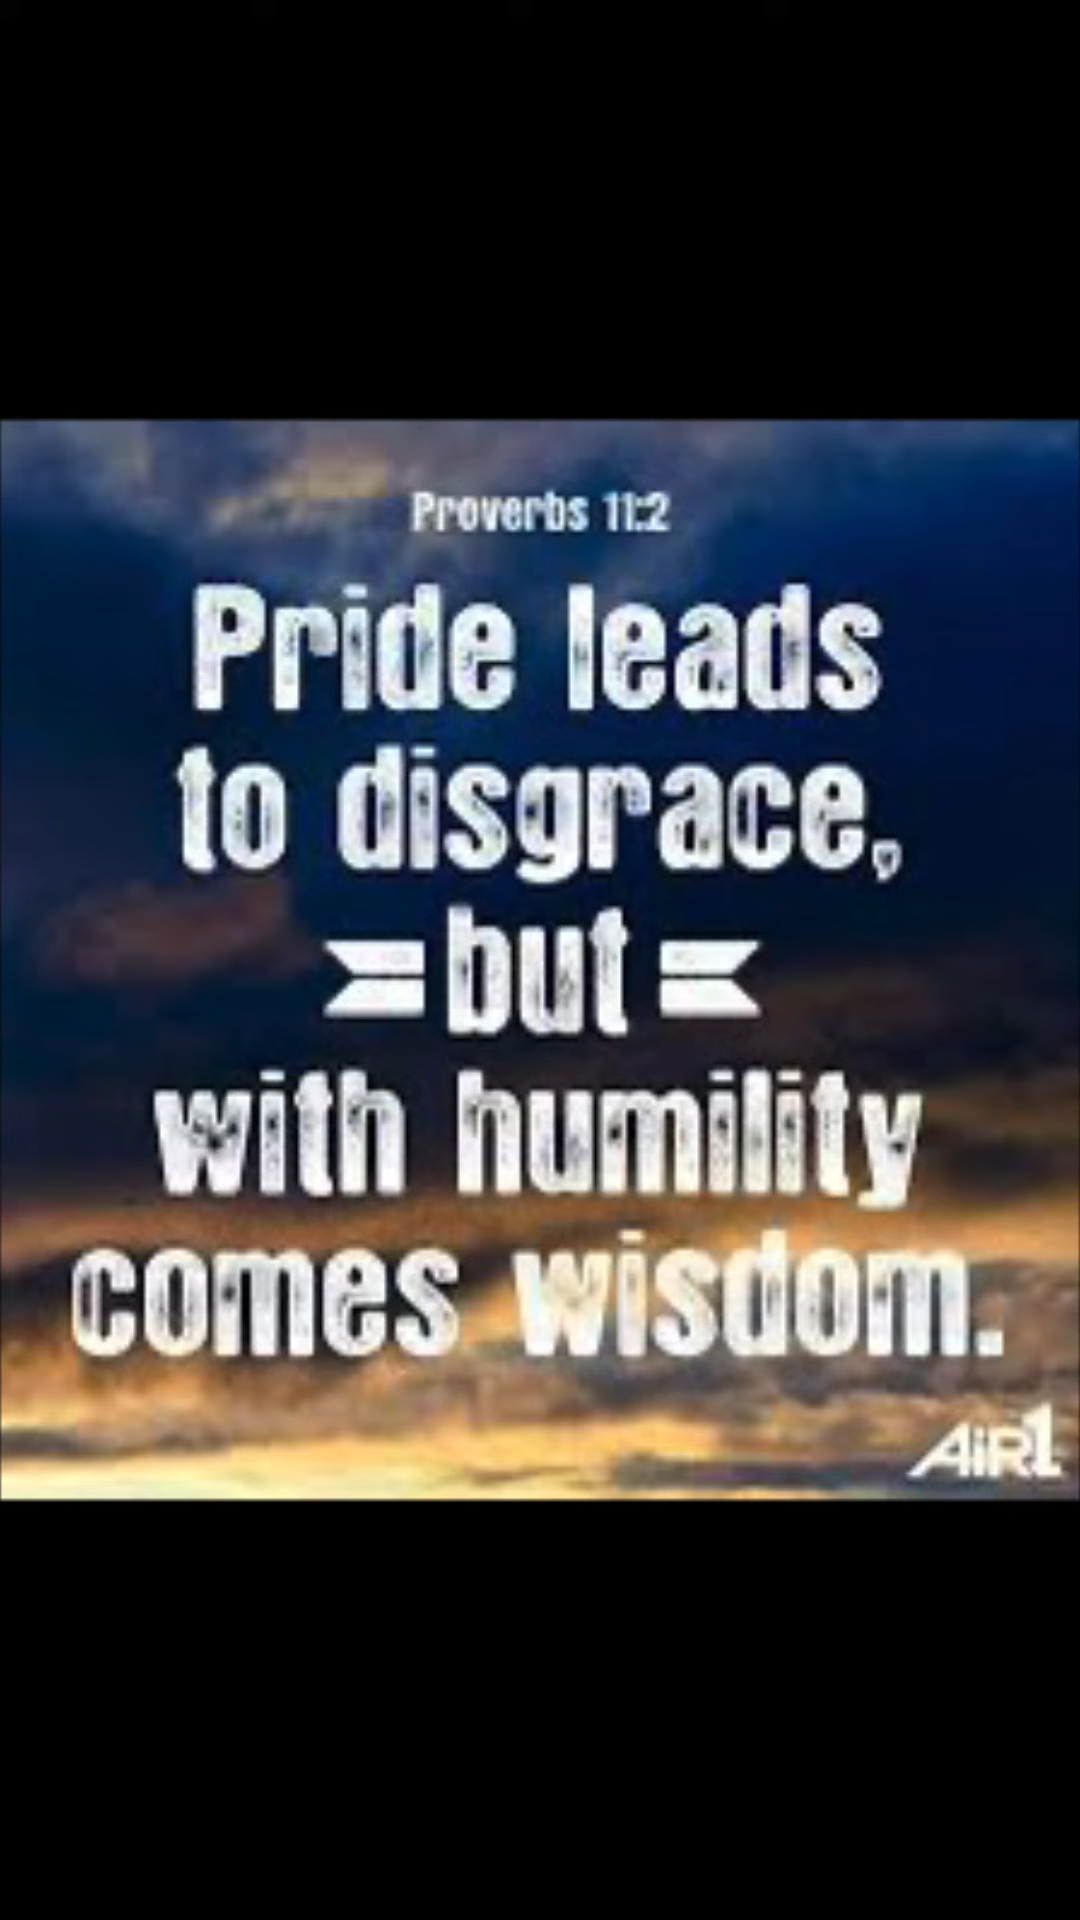 Proverbs 11:2
Pride leads
to disgrace,
but
with humility
comes wisdom.
AiR1